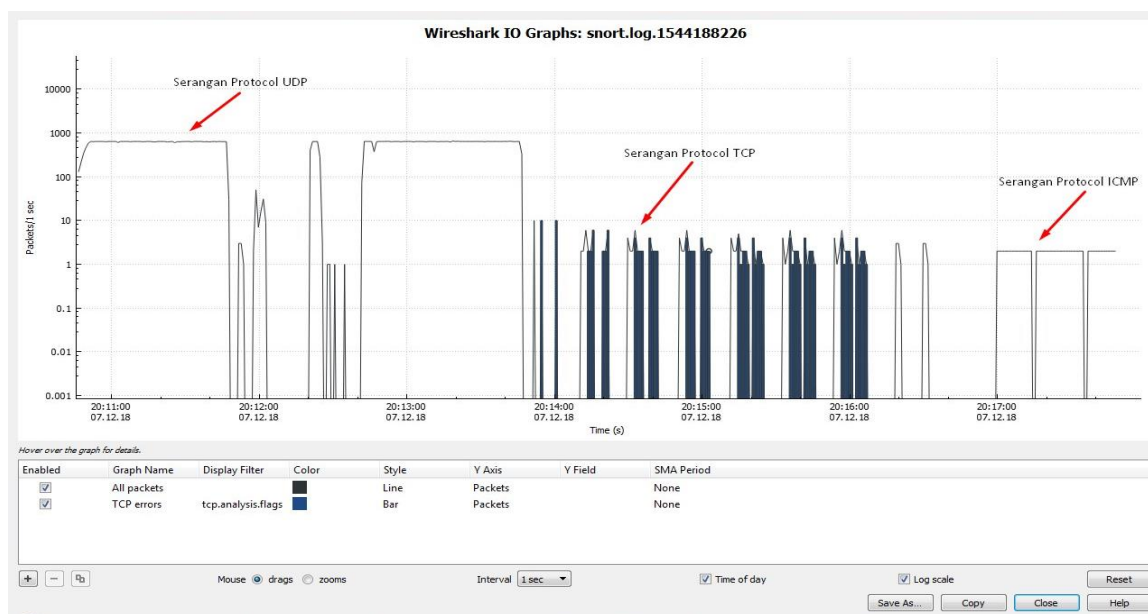 Wireshark IO Graphs: snort.log.1544188226
Serangan Protocol UDP
Serangan Protocol TCP
Serangan Protocol ICMP
Packets/1 sec
10000
1000
100
10
1
0.1
0.01
0.001
20:11:00 20:12:00 20:13:00 20:14:00 20:15:00 20:16:00 20:17:00
07.12.18 07.12.18 07.12.18 07.12.18 07.12.18 07.12.18 07.12.18
Time (s)
Hover over the graph for details.
Enabled Graph Name Display Filter Color Style Y Axis Y Field SMA Period
All packets Line Packets None
TCP errors tcp.analysis.flags Bar Packets None
Mouse drags zooms Interval 1 sec Time of day Log scale Reset
Save As... Copy Close Help